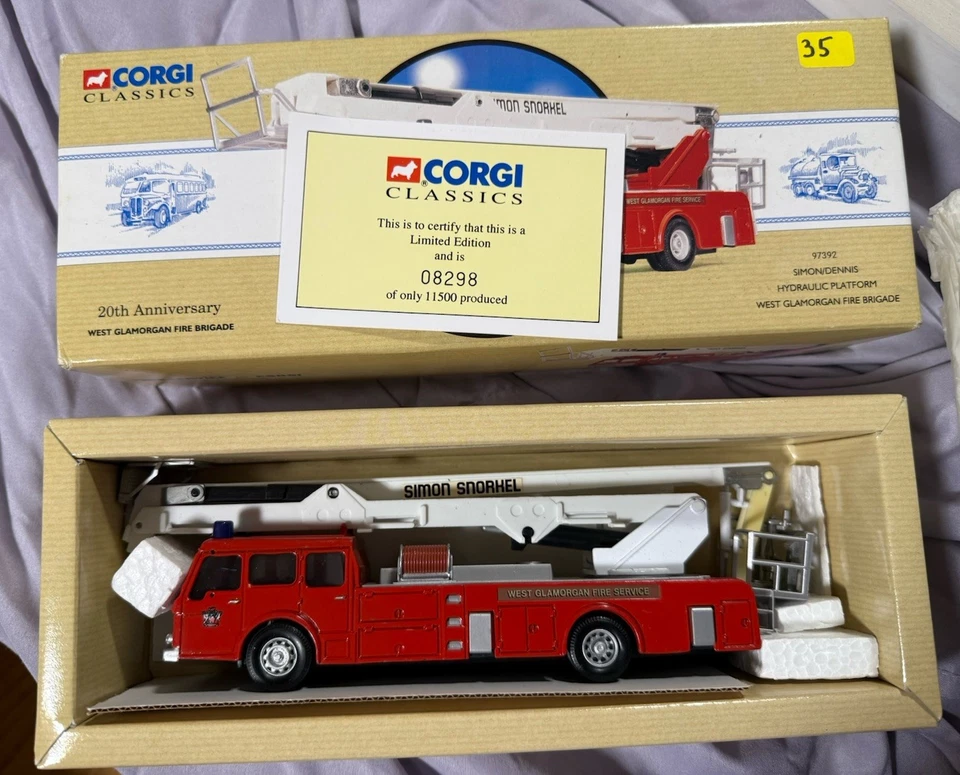 CORGI
CLASSICS
35
SIMON SNORKEL
WEST GLAMORGAN FIRE SERVICE
CORGI
CLASSICS
This is to certify that this is a
Limited Edition
and is
08298
of only 11500 produced
97392
SIMON/DENNIS
HYDRAULIC PLATFORM
WEST GLAMORGAN FIRE BRIGADE
20th Anniversary
WEST GLAMORGAN FIRE BRIGADE
CORGI
SIMON SNORKEL
WEST GLAMORGAN FIRE SERVICE